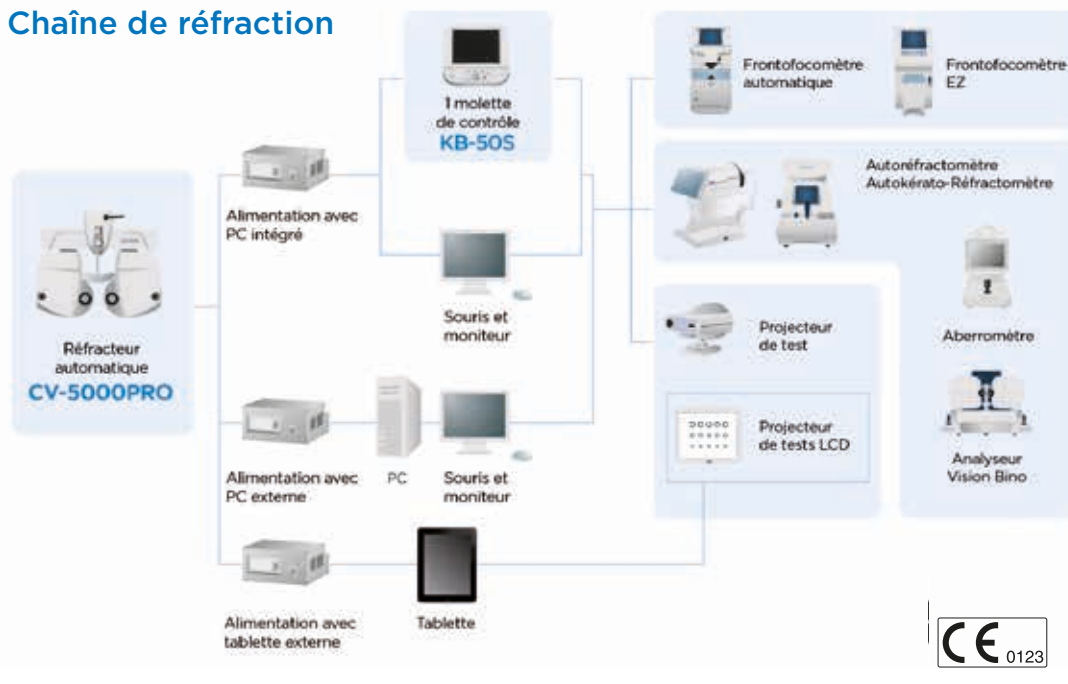 Chaîne de réfraction
1 molette
de contrôle
KB-50S
Frontofocomètre
automatique
Frontofocomètre
EZ
Alimentation avec
PC intégré
Autoréfractomètre
Autokérato-Réfractomètre
Souris et
moniteur
Réfracteur
automatique
CV-5000PRO
Projecteur
de test
Aberromètre
Projecteur
de tests LCD
Alimentation avec
PC externe
PC
Souris et
moniteur
Analyseur
Vision Bino
Alimentation avec
tablette externe
Tablette
CE 0123